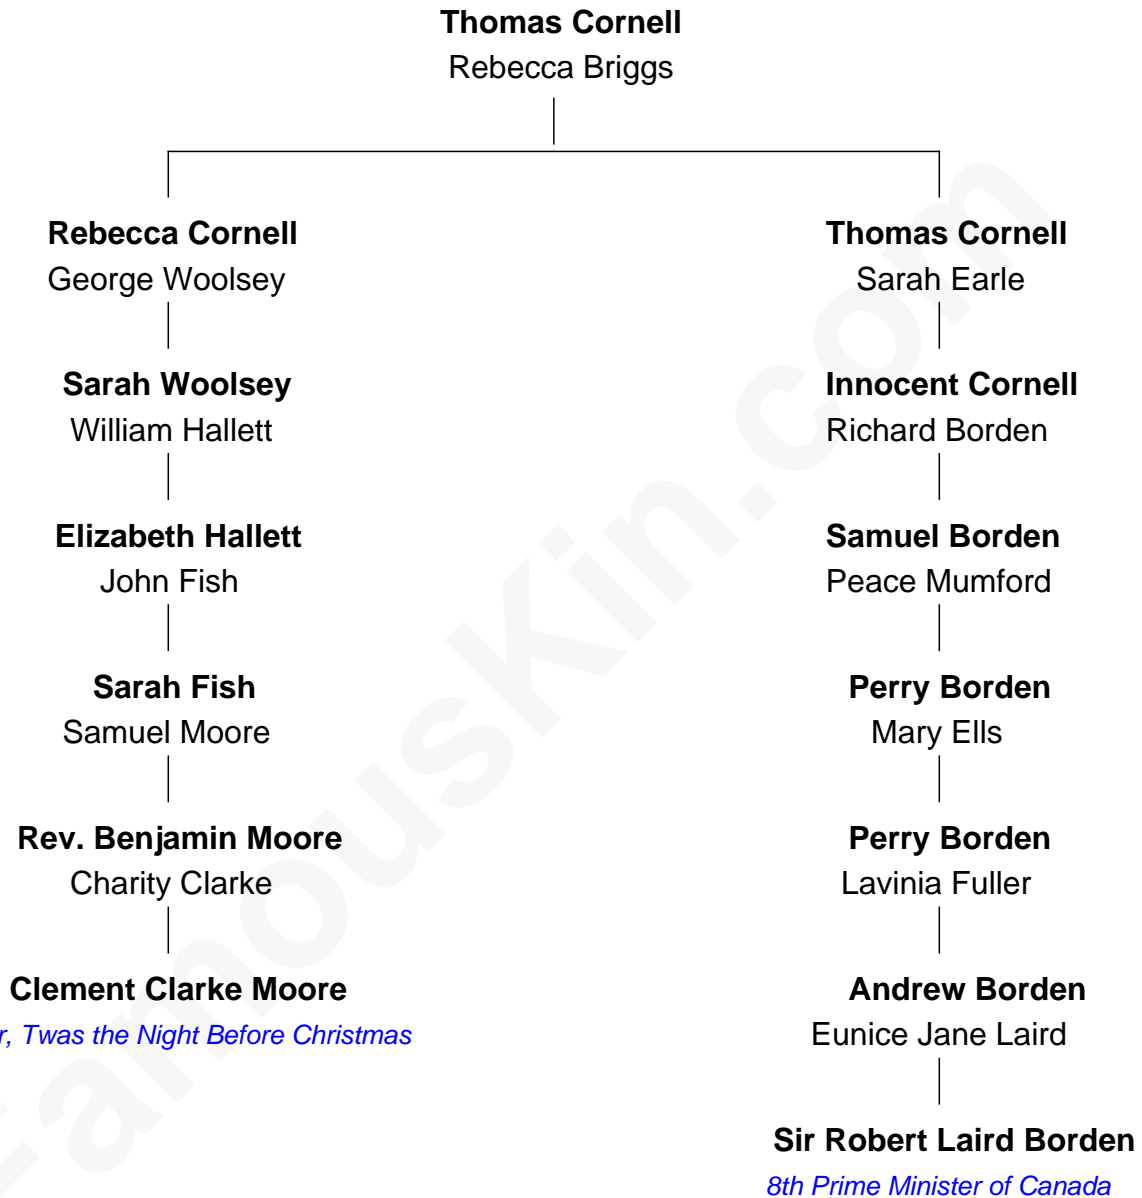 Thomas Cornell
Rebecca Briggs
Rebecca Cornell
George Woolsey
Sarah Woolsey
William Hallett
Elizabeth Hallett
John Fish
Sarah Fish
Samuel Moore
Rev. Benjamin Moore
Charity Clarke
Clement Clarke Moore
r, Twas the Night Before Christmas
Thomas Cornell
Sarah Earle
Innocent Cornell
Richard Borden
Samuel Borden
Peace Mumford
Perry Borden
Mary Ells
Perry Borden
Lavinia Fuller
Andrew Borden
Eunice Jane Laird
Sir Robert Laird Borden
8th Prime Minister of Canada
FamousKin.com